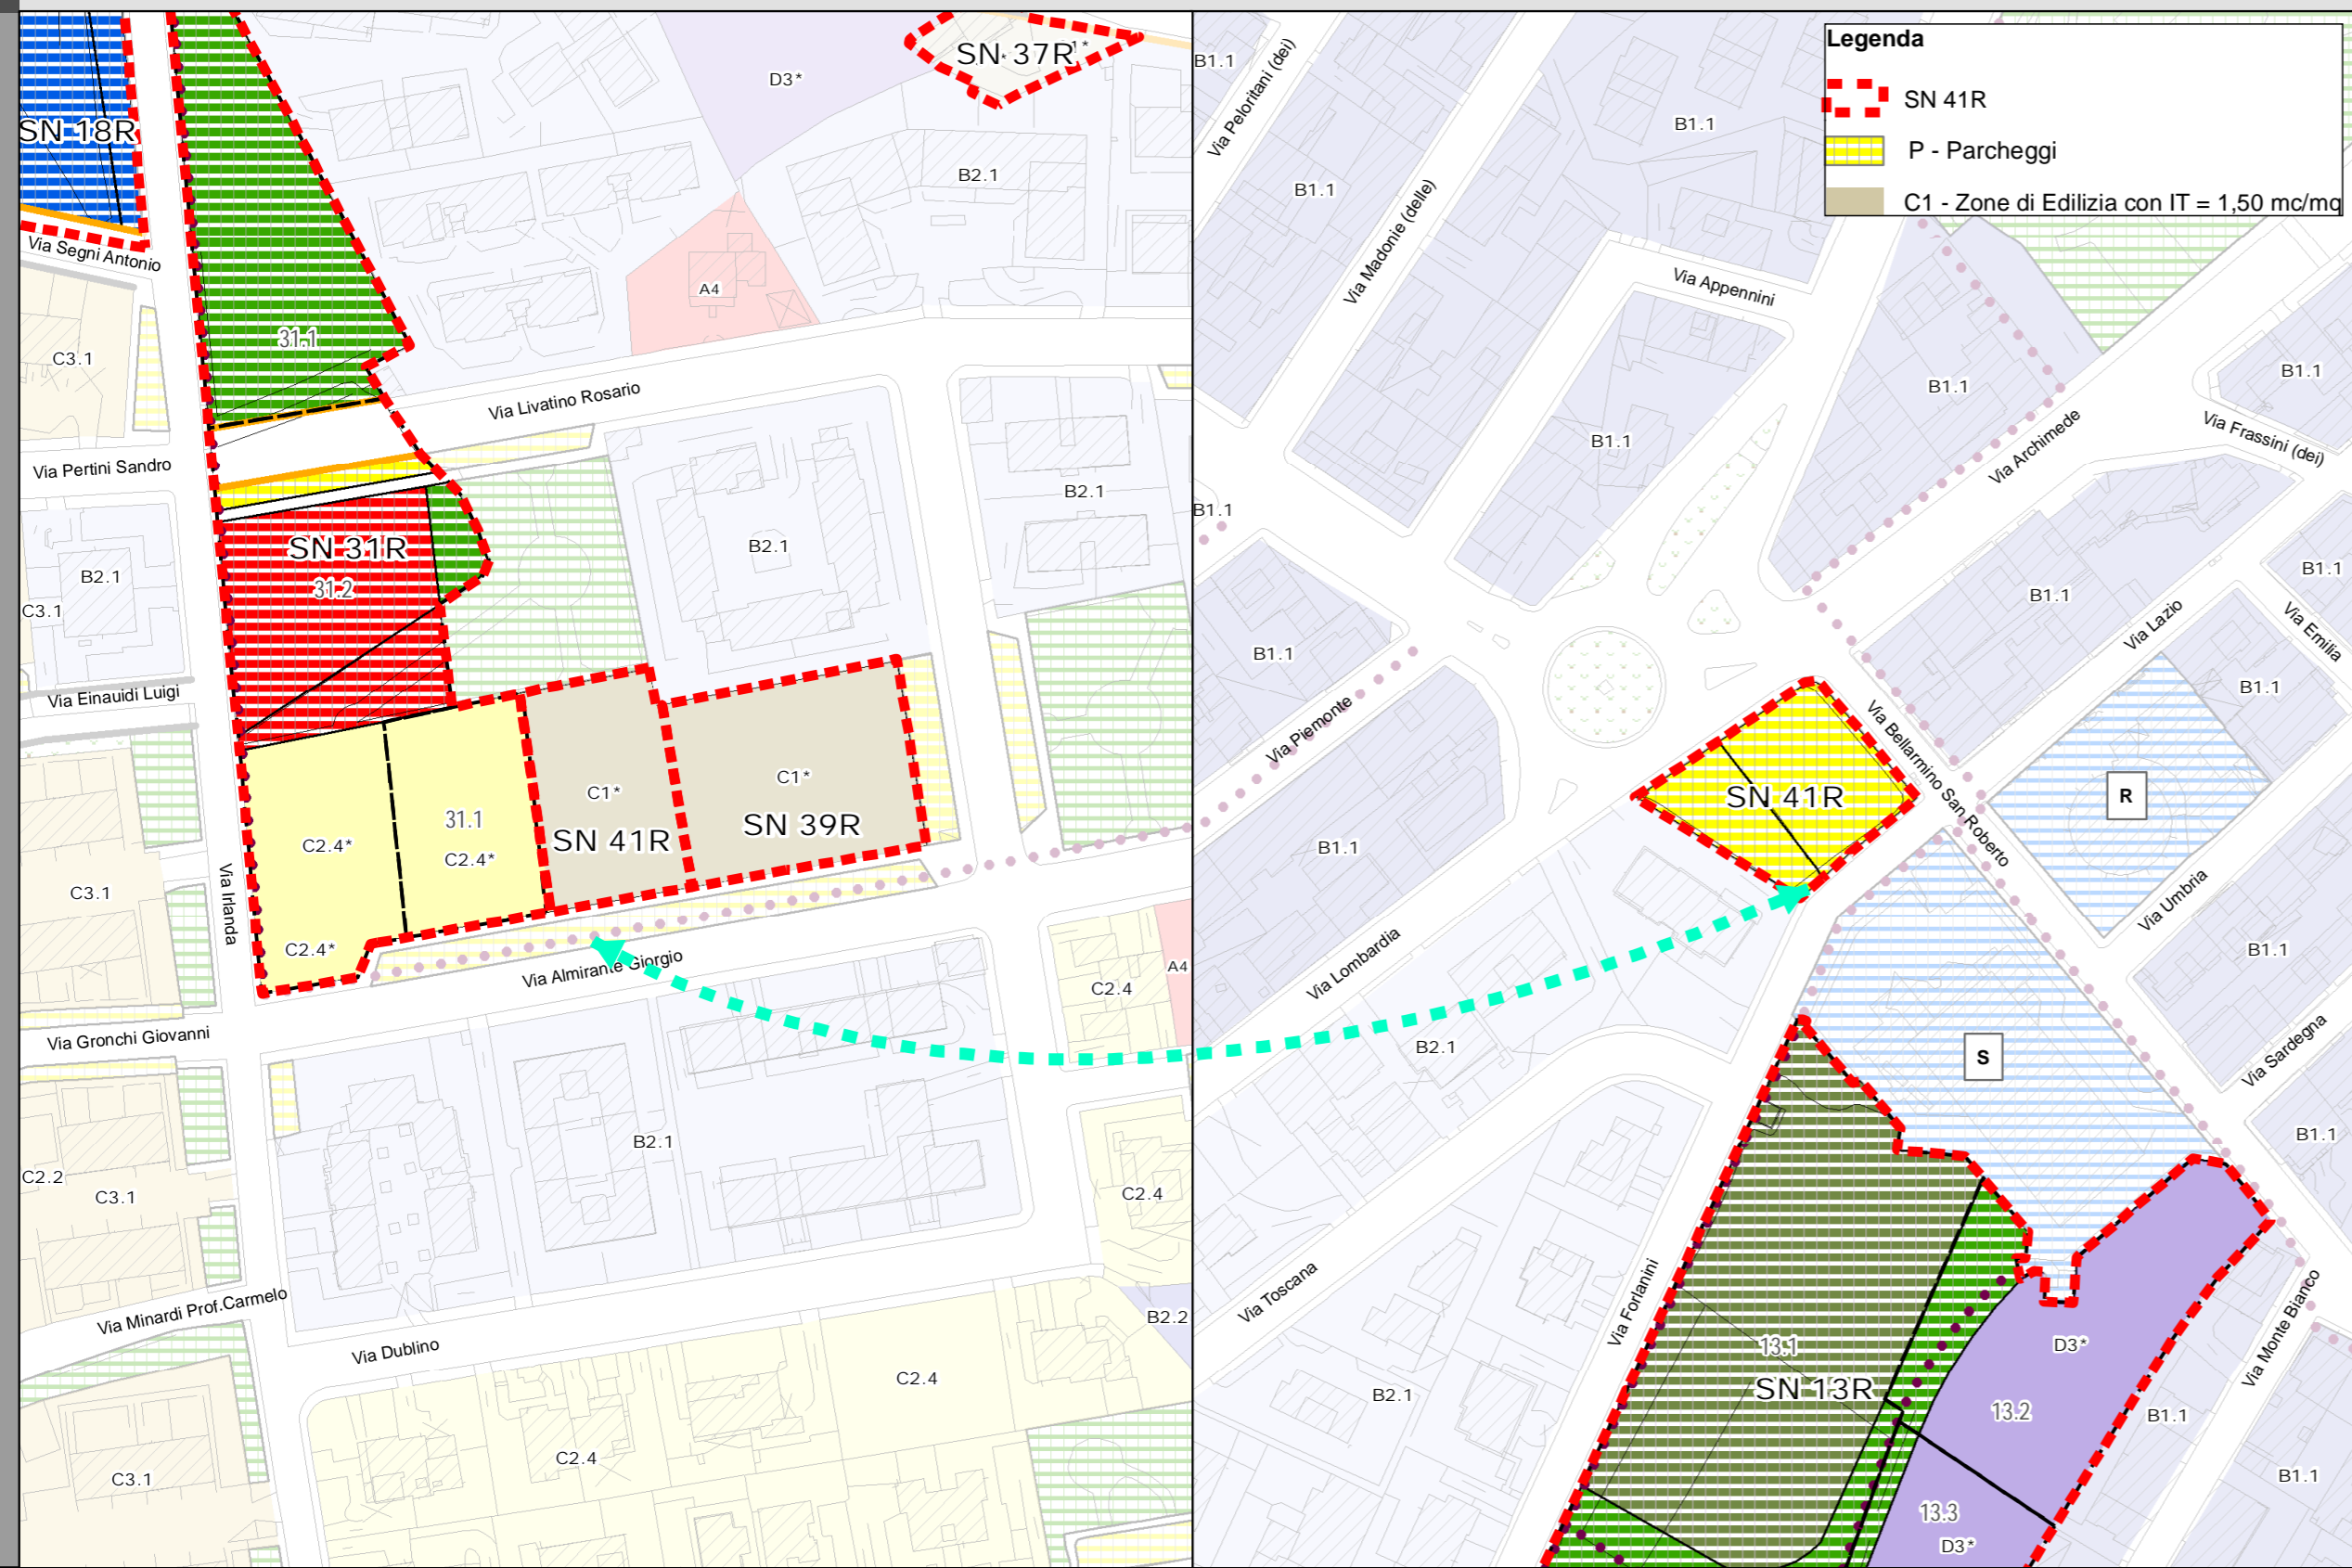 SN 37R
1*
D3*
SN 18R
Via Segni Antonio
B2.1
A4
31.1
C3.1
Via Livatino Rosario
Via Pertini Sandro
B2.1
SN 31R
B2.1
31.2
B2.1
C3.1
Via Einauidi Luigi
C1*
C1*
31.1
SN 39R
SN 41R
C2.4*
C2.4*
C3.1
Via Irlanda
C2.4*
Via Almirante Giorgio
A4
C2.4
Via Gronchi Giovanni
B2.1
C2.2
C3.1
C2.4
Via Minardi Prof.Carmelo
B2.2
Via Dublino
C2.4
C2.4
C3.1
Legenda
SN 41R
P - Parcheggi
C1 - Zone di Edilizia con IT = 1,50 mc/mq
B1.1
Via Peloritani (dei)
B1.1
B1.1
Via Madonie (delle)
Via Appennini
B1.1
B1.1
Via Archimede
Via Frassini (dei)
B1.1
B1.1
B1.1
B1.1
Via Lazio
Via Emilia
B1.1
B1.1
Via Piemonte
Via Bellarmino San Roberto
SN 41R
R
B1.1
Via Umbria
B1.1
Via Lombardia
B2.1
S
Via Sardegna
B1.1
Via Toscana
Via Forlanini
Via Monte Bianco
13.1
D3*
SN 13R
B2.1
13.2
B1.1
B1.1
13.3
D3*